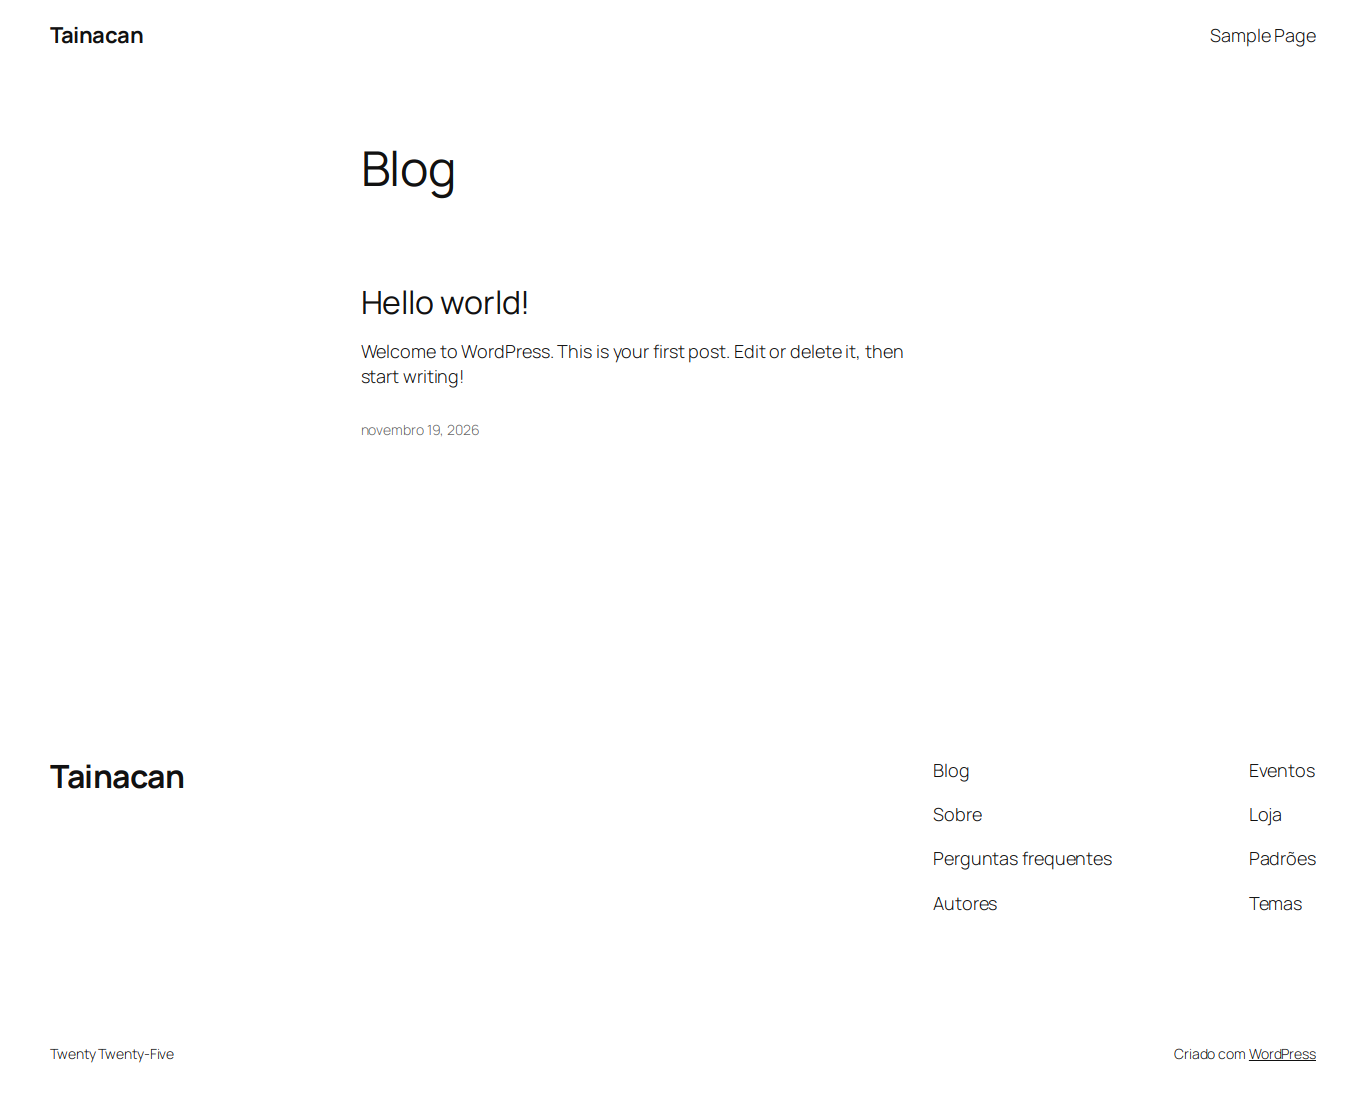 Tainacan
Sample Page
Blog
Hello world!
Welcome to WordPress. This is your first post. Edit or delete it, then
start writing!
novembro 19, 2026
Tainacan
Blog
Sobre
Perguntas frequentes
Autores
Eventos
Loja
Padrões
Temas
Twenty Twenty-Five
Criado com WordPress